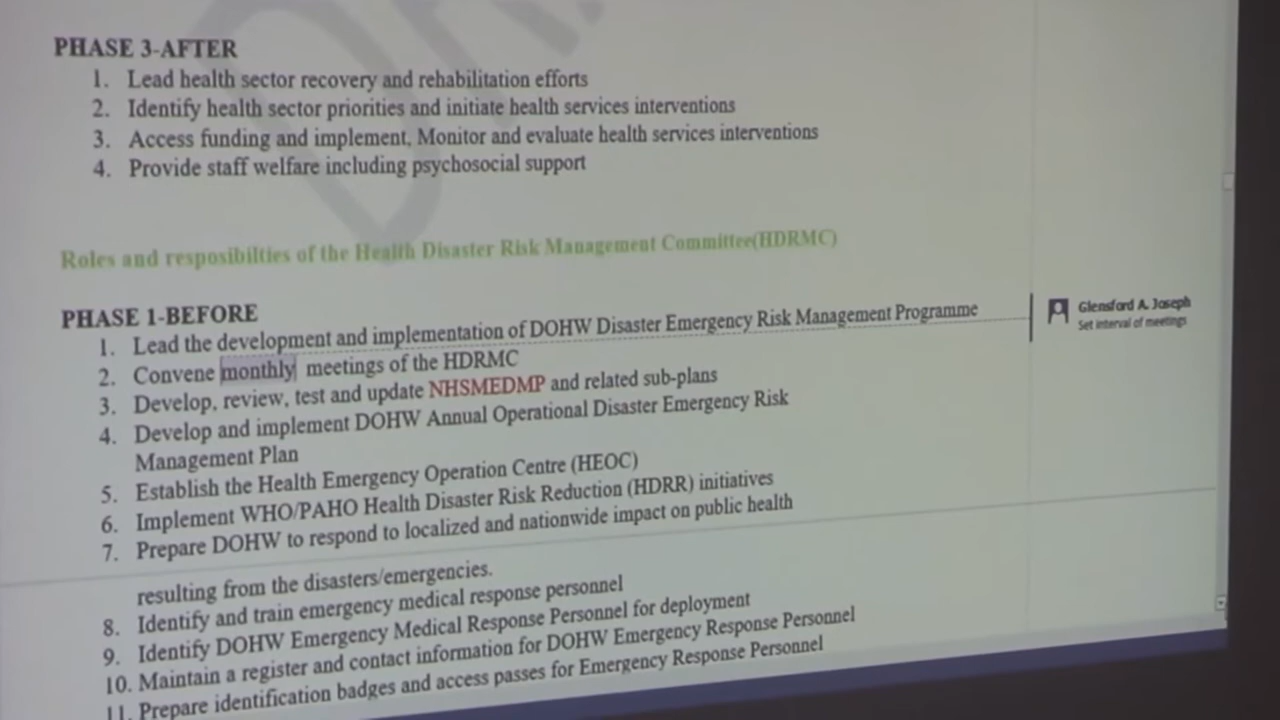 PHASE 3-AFTER
1. Lead health sector recovery and rehabilitation efforts
2. Identify health sector priorities and initiate health services interventions
3. Access funding and implement, Monitor and evaluate health services interventions
4. Provide staff welfare including psychosocial support
Roles and resposibilties of the Health Disaster Risk Management Committee(HDRMC)
PHASE 1-BEFORE
1. Lead the development and implementation of DOHW Disaster Emergency Risk Management Programme
Glensford A. Joseph
Set interval of meetings
2. Convene monthly meetings of the HDRMC
3. Develop, review, test and update NHSMEDMP and related sub-plans
4. Develop and implement DOHW Annual Operational Disaster Emergency Risk
Management Plan
5. Establish the Health Emergency Operation Centre (HEOC)
6. Implement WHO/PAHO Health Disaster Risk Reduction (HDRR) initiatives
7. Prepare DOHW to respond to localized and nationwide impact on public health
resulting from the disasters/emergencies.
8. Identify and train emergency medical response personnel
9. Identify DOHW Emergency Medical Response Personnel for deployment
10. Maintain a register and contact information for DOHW Emergency Response Personnel
11. Prepare identification badges and access passes for Emergency Response Personnel